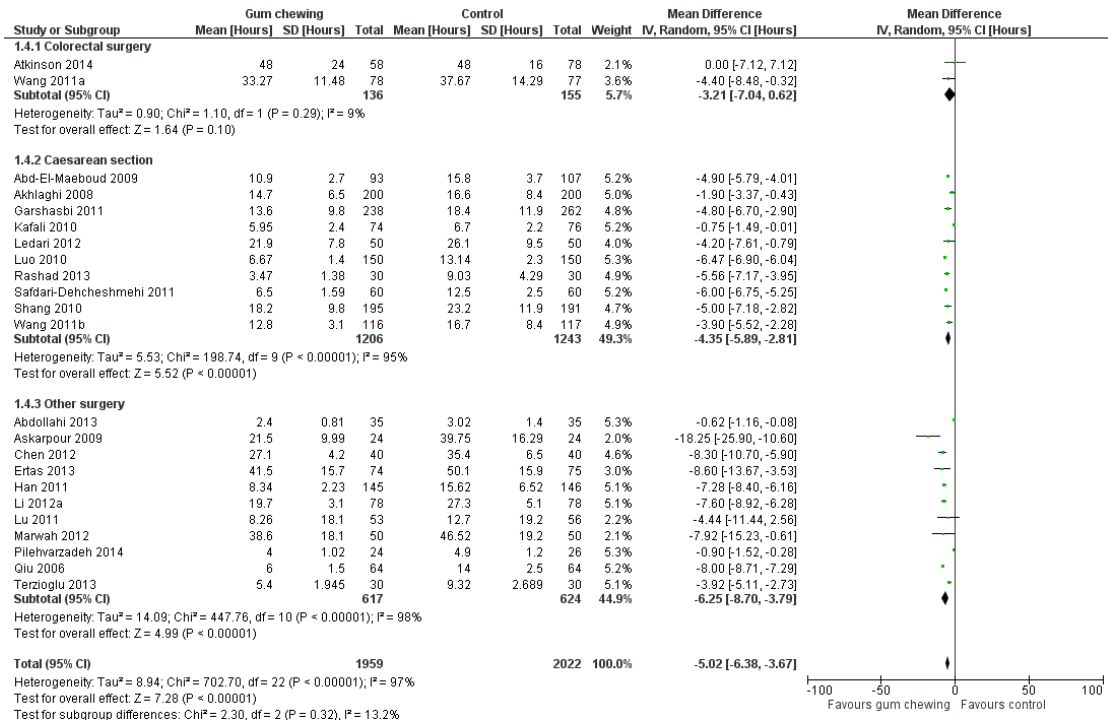 Gum chewing Control Mean Difference Mean Difference
Study or Subgroup Mean [Hours] SD [Hours] Total Mean [Hours] SD [Hours] Total Weight IV, Random, 95% CI [Hours] IV, Random, 95% CI [Hours]
1.4.1 Colorectal surgery
Atkinson 2014 48 24 58 48 16 78 2.1% 0.00 [-7.12, 7.12]
Wang 2011a 33.27 11.48 78 37.67 14.29 77 3.6% -4.40 [-8.48, -0.32]
Subtotal (95% CI) 136 155 5.7% -3.21 [-7.04, 0.62]
Heterogeneity: Tau² = 0.90; Chi² = 1.10, df = 1 (P = 0.29); I² = 9%
Test for overall effect: Z = 1.64 (P = 0.10)
1.4.2 Caesarean section
Abd-El-Maeboud 2009 10.9 2.7 93 15.8 3.7 107 5.2% -4.90 [-5.79, -4.01]
Akhlaghi 2008 14.7 6.5 200 16.6 8.4 200 5.0% -1.90 [-3.37, -0.43]
Garshasbi 2011 13.6 9.8 238 18.4 11.9 262 4.8% -4.80 [-6.70, -2.90]
Kafali 2010 5.95 2.4 74 6.7 2.2 76 5.2% -0.75 [-1.49, -0.01]
Ledari 2012 21.9 7.8 50 26.1 9.5 50 4.0% -4.20 [-7.61, -0.79]
Luo 2010 6.67 1.4 150 13.14 2.3 150 5.3% -6.47 [-6.90, -6.04]
Rashad 2013 3.47 1.38 30 9.03 4.29 30 4.9% -5.56 [-7.17, -3.95]
Safdari-Dehcheshmehi 2011 6.5 1.59 60 12.5 2.5 60 5.2% -6.00 [-6.75, -5.25]
Shang 2010 18.2 9.8 195 23.2 11.9 191 4.7% -5.00 [-7.18, -2.82]
Wang 2011b 12.8 3.1 116 16.7 8.4 117 4.9% -3.90 [-5.52, -2.28]
Subtotal (95% CI) 1206 1243 49.3% -4.35 [-5.89, -2.81]
Heterogeneity: Tau² = 5.53; Chi² = 198.74, df = 9 (P < 0.00001); I² = 95%
Test for overall effect: Z = 5.52 (P < 0.00001)
1.4.3 Other surgery
Abdollahi 2013 2.4 0.81 35 3.02 1.4 35 5.3% -0.62 [-1.16, -0.08]
Askarpour 2009 21.5 9.99 24 39.75 16.29 24 2.0% -18.25 [-25.90, -10.60]
Chen 2012 27.1 4.2 40 35.4 6.5 40 4.6% -8.30 [-10.70, -5.90]
Ertas 2013 41.5 15.7 74 50.1 15.9 75 3.0% -8.60 [-13.67, -3.53]
Han 2011 8.34 2.23 145 15.62 6.52 146 5.1% -7.28 [-8.40, -6.16]
Li 2012a 19.7 3.1 78 27.3 5.1 78 5.0% -7.60 [-8.92, -6.28]
Lu 2011 8.26 18.1 53 12.7 19.2 56 2.2% -4.44 [-11.44, 2.56]
Marwah 2012 38.6 18.1 50 46.52 19.2 50 2.1% -7.92 [-15.23, -0.61]
Pilehvarzadeh 2014 4 1.02 24 4.9 1.2 26 5.2% -0.90 [-1.52, -0.28]
Qiu 2006 6 1.5 64 14 2.5 64 5.2% -8.00 [-8.71, -7.29]
Terzioglu 2013 5.4 1.945 30 9.32 2.689 30 5.1% -3.92 [-5.11, -2.73]
Subtotal (95% CI) 617 624 44.9% -6.25 [-8.70, -3.79]
Heterogeneity: Tau² = 14.09; Chi² = 447.76, df = 10 (P < 0.00001); I² = 98%
Test for overall effect: Z = 4.99 (P < 0.00001)
Total (95% CI) 1959 2022 100.0% -5.02 [-6.38, -3.67]
Heterogeneity: Tau² = 8.94; Chi² = 702.70, df = 22 (P < 0.00001); I² = 97%
Test for overall effect: Z = 7.28 (P < 0.00001)
Test for subgroup differences: Chi² = 2.30, df = 2 (P = 0.32), I² = 13.2%
-100 -50 0 50 100
Favours gum chewing Favours control